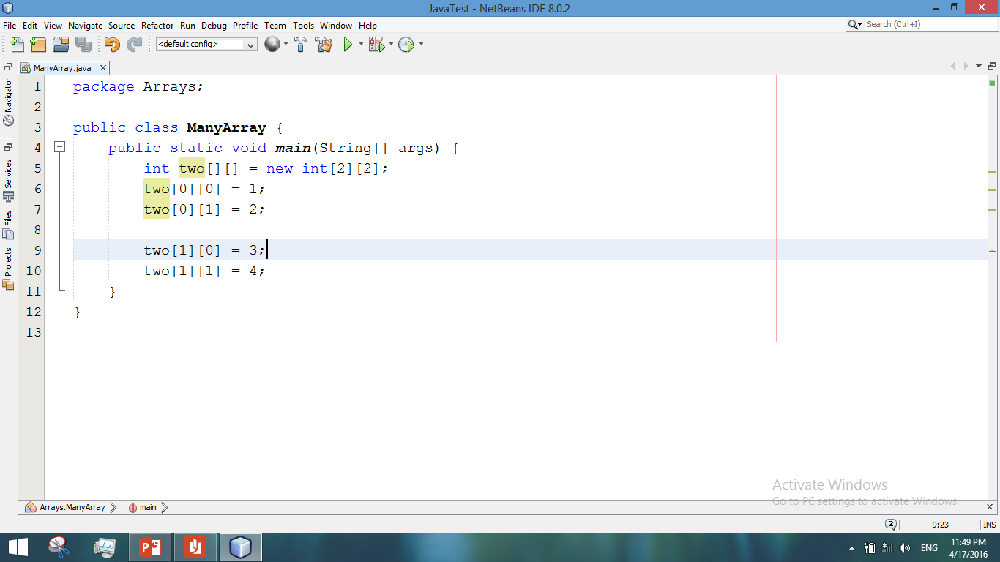 JavaTest - NetBeans IDE 8.0.2
File Edit View Navigate Source Refactor Run Debug Profile Team Tools Window Help
Search (Ctrl+I)
<default config>
ManyArray.java
Navigator
Services
Files
Projects
1 package Arrays;
2
3 public class ManyArray {
4 public static void main(String[] args) {
5 int two[][] = new int[2][2];
6 two[0][0] = 1;
7 two[0][1] = 2;
8
9 two[1][0] = 3;
10 two[1][1] = 4;
11 }
12 }
13
Activate Windows
Go to PC settings to activate Windows.
Arrays.ManyArray main
2 9:23 INS
ENG 11:49 PM
4/17/2016